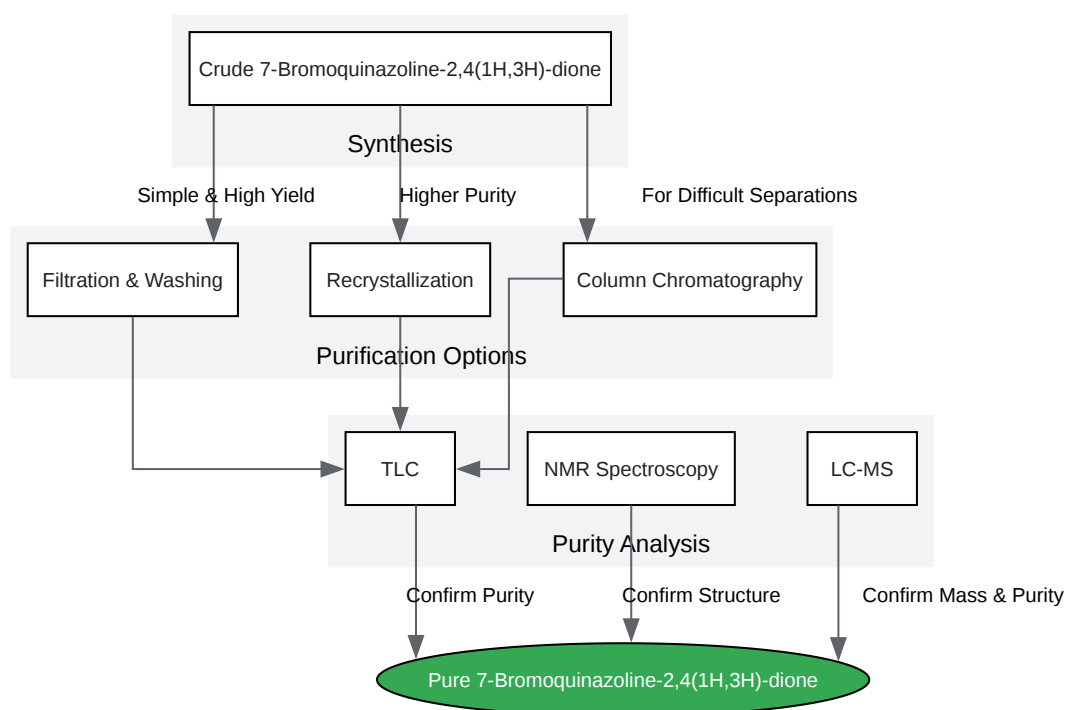 Crude 7-Bromoquinazoline-2,4(1H,3H)-dione
Synthesis
Simple & High Yield
Higher Purity
For Difficult Separations
Filtration & Washing
Recrystallization
Column Chromatography
Purification Options
TLC
NMR Spectroscopy
LC-MS
Purity Analysis
Confirm Purity
Confirm Structure
Confirm Mass & Purity
Pure 7-Bromoquinazoline-2,4(1H,3H)-dione